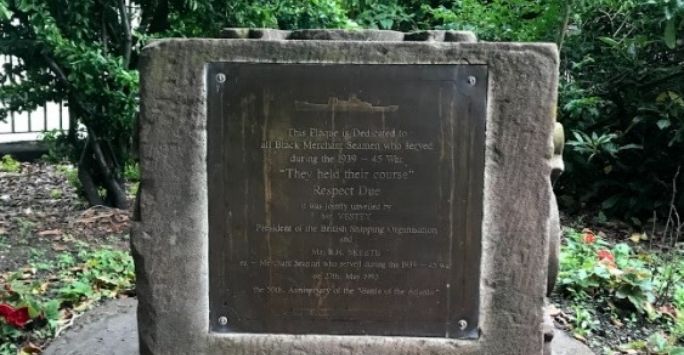 This Plaque is Dedicated to
all Black Merchant Seamen who served
during the 1939 – 45 War
"They held their course"
Respect Due
it was jointly unveiled by
Mr. VESTEY
President of the British Shipping Organisation
and
Mr.
ex – Merchant Seaman who served during the 1939 – 45 war
on 27th. May
the 50th. Anniversary of the "Battle of the Atlantic"